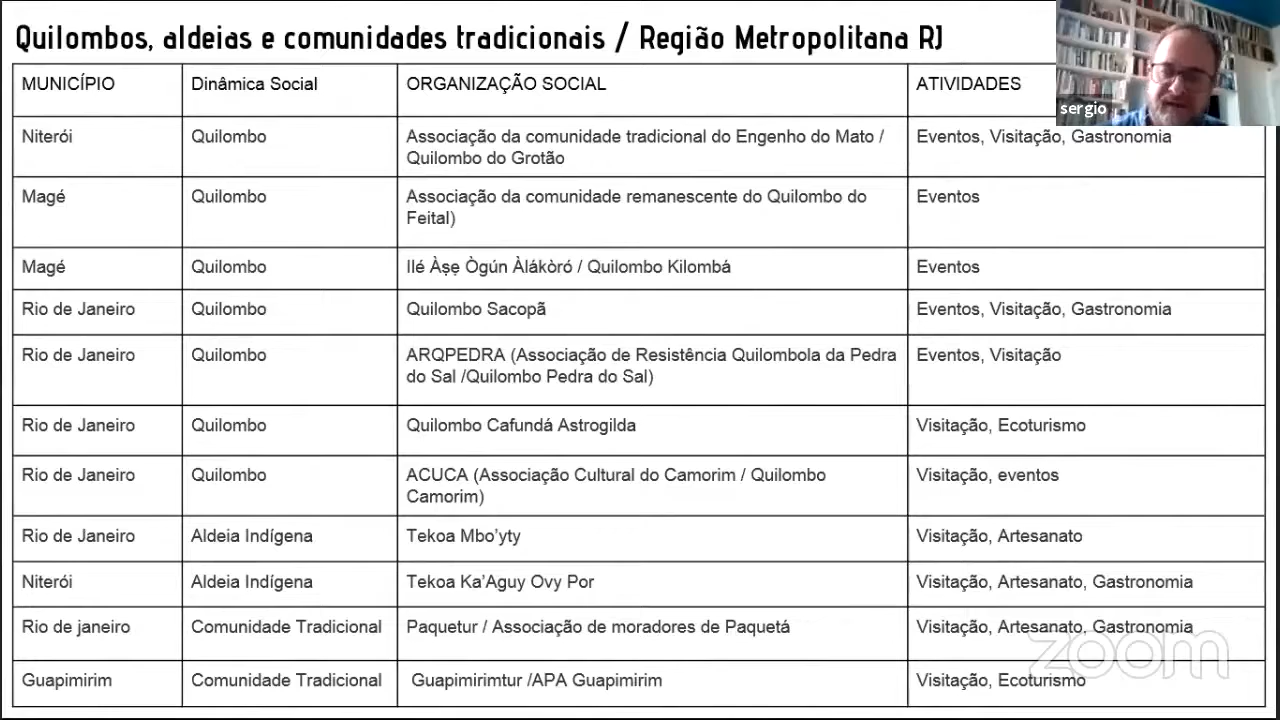 Quilombos, aldeias e comunidades tradicionais / Região Metropolitana RJ
sergio
MUNICÍPIO Dinâmica Social ORGANIZAÇÃO SOCIAL ATIVIDADES
Niterói Quilombo Associação da comunidade tradicional do Engenho do Mato / Eventos, Visitação, Gastronomia
Quilombo do Grotão
Magé Quilombo Associação da comunidade remanescente do Quilombo do Eventos
Feital)
Magé Quilombo Ilé Àṣẹ Ògún Àlákòró / Quilombo Kilombá Eventos
Rio de Janeiro Quilombo Quilombo Sacopã Eventos, Visitação, Gastronomia
Rio de Janeiro Quilombo ARQPEDRA (Associação de Resistência Quilombola da Pedra Eventos, Visitação
do Sal /Quilombo Pedra do Sal)
Rio de Janeiro Quilombo Quilombo Cafundá Astrogilda Visitação, Ecoturismo
Rio de Janeiro Quilombo ACUCA (Associação Cultural do Camorim / Quilombo Visitação, eventos
Camorim)
Rio de Janeiro Aldeia Indígena Tekoa Mbo’yty Visitação, Artesanato
Niterói Aldeia Indígena Tekoa Ka’Aguy Ovy Por Visitação, Artesanato, Gastronomia
Rio de janeiro Comunidade Tradicional Paquetur / Associação de moradores de Paquetá Visitação, Artesanato, Gastronomia
zoom
Guapimirim Comunidade Tradicional Guapimirimtur /APA Guapimirim Visitação, Ecoturismo